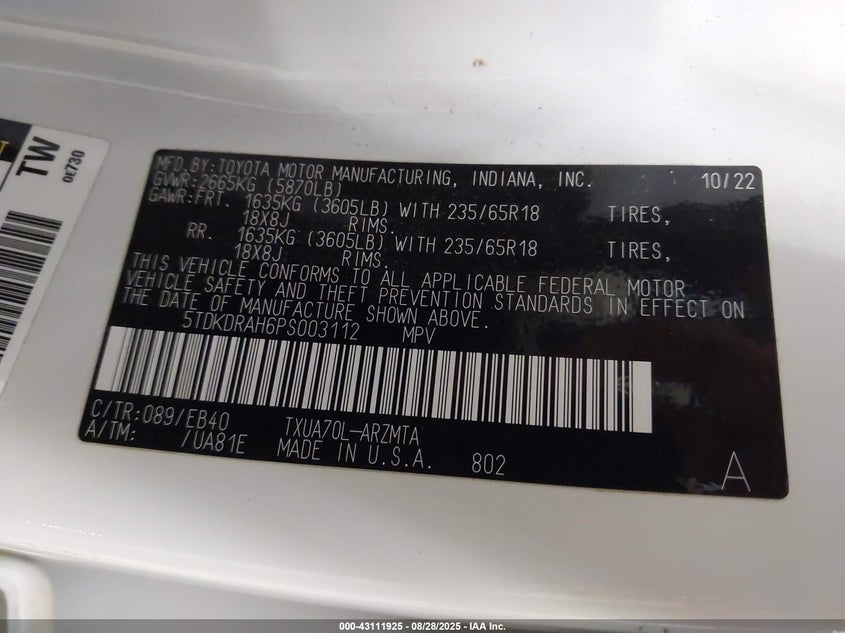 TW
0E730
MFD.BY:TOYOTA MOTOR MANUFACTURING, INDIANA, INC. 10/22
GVWR:2665KG (5870LB)
GAWR:FRT. 1635KG (3605LB) WITH 235/65R18 TIRES,
18X8J RIMS.
RR. 1635KG (3605LB) WITH 235/65R18 TIRES,
18X8J RIMS.
THIS VEHICLE CONFORMS TO ALL APPLICABLE FEDERAL MOTOR
VEHICLE SAFETY AND THEFT PREVENTION STANDARDS IN EFFECT ON
THE DATE OF MANUFACTURE SHOWN ABOVE.
5TDKDRAH6PS003112 MPV
C/TR:089/EB40 TXUA70L-ARZMTA
A/TM: /UA81E MADE IN U.S.A. 802
A
000-43111925 - 08/28/2025 - IAA Inc.